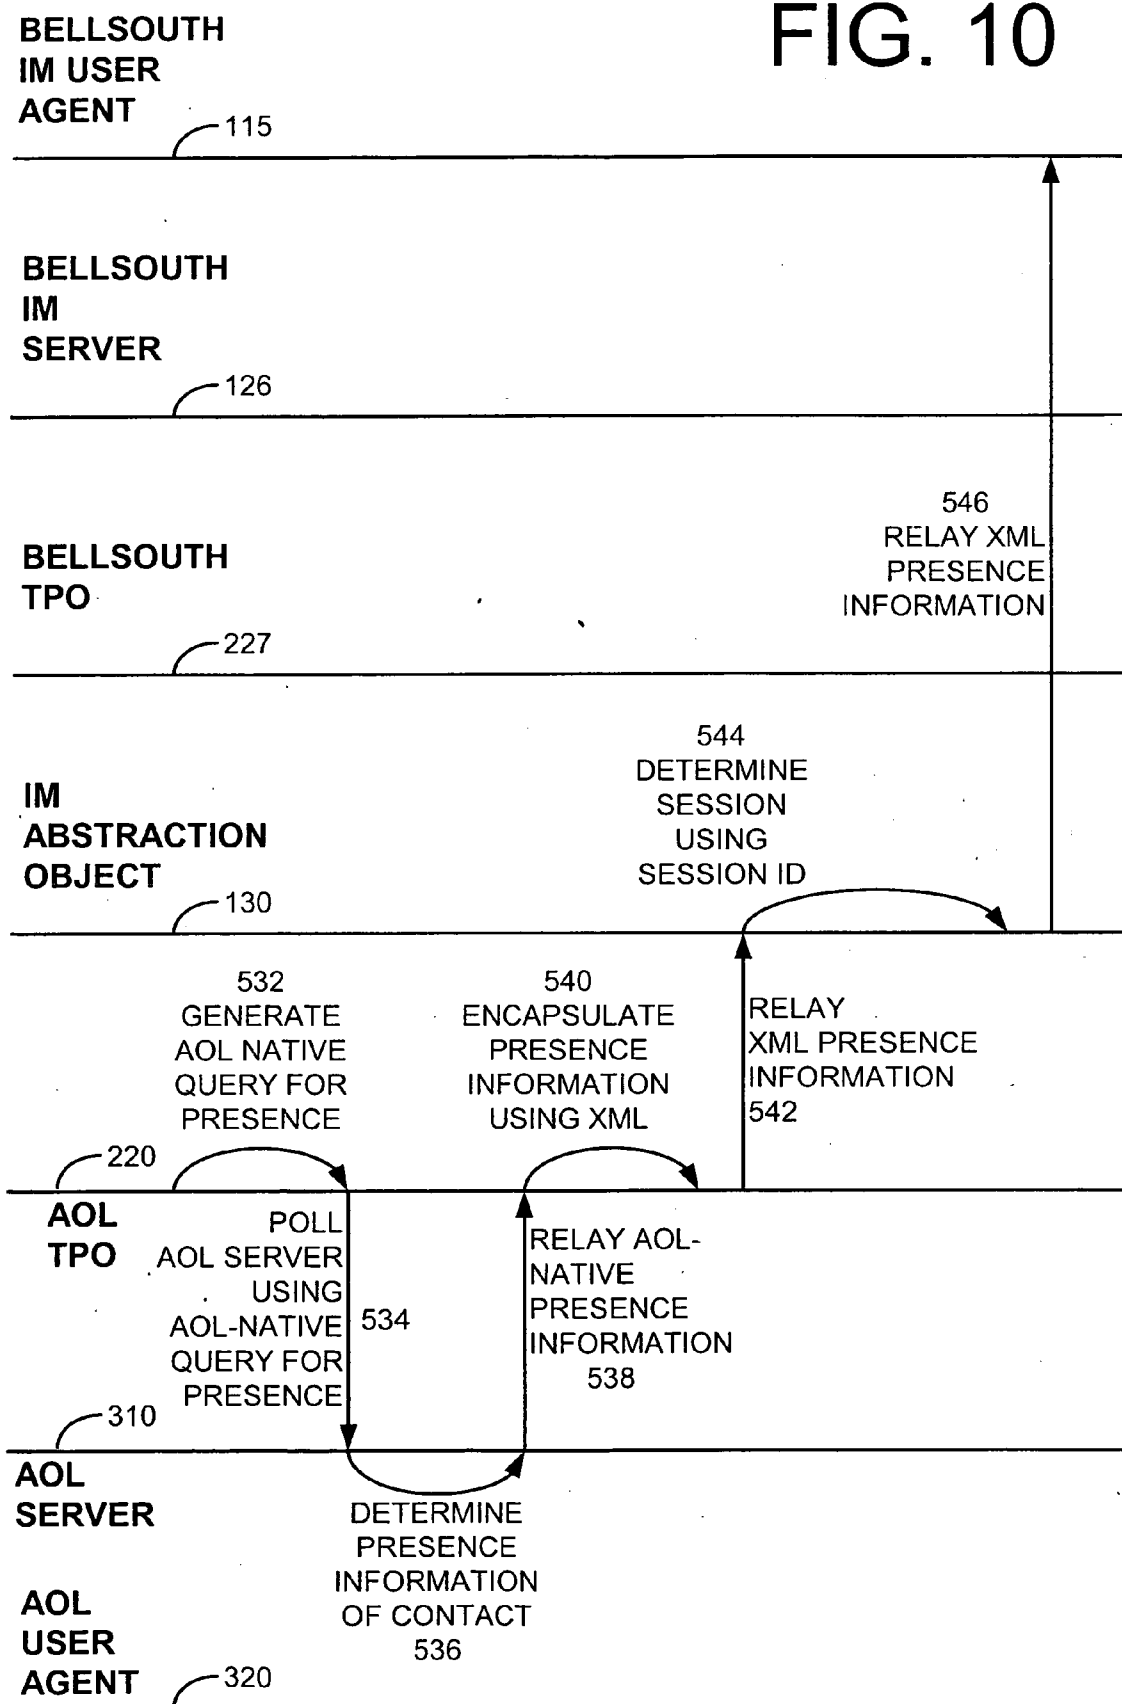 FIG. 10
BELLSOUTH
IM USER
AGENT
115
BELLSOUTH
IM
SERVER
126
546
RELAY XML
PRESENCE
INFORMATION
BELLSOUTH
TPO
227
544
DETERMINE
SESSION
USING
SESSION ID
IM
ABSTRACTION
OBJECT
130
532
GENERATE
AOL NATIVE
QUERY FOR
PRESENCE
540
ENCAPSULATE
PRESENCE
INFORMATION
USING XML
RELAY
XML PRESENCE
INFORMATION
542
220
AOL
TPO
POLL
AOL SERVER
USING
AOL-NATIVE
QUERY FOR
PRESENCE
534
RELAY AOL-
NATIVE
PRESENCE
INFORMATION
538
310
AOL
SERVER
DETERMINE
PRESENCE
INFORMATION
OF CONTACT
536
AOL
USER
AGENT
320